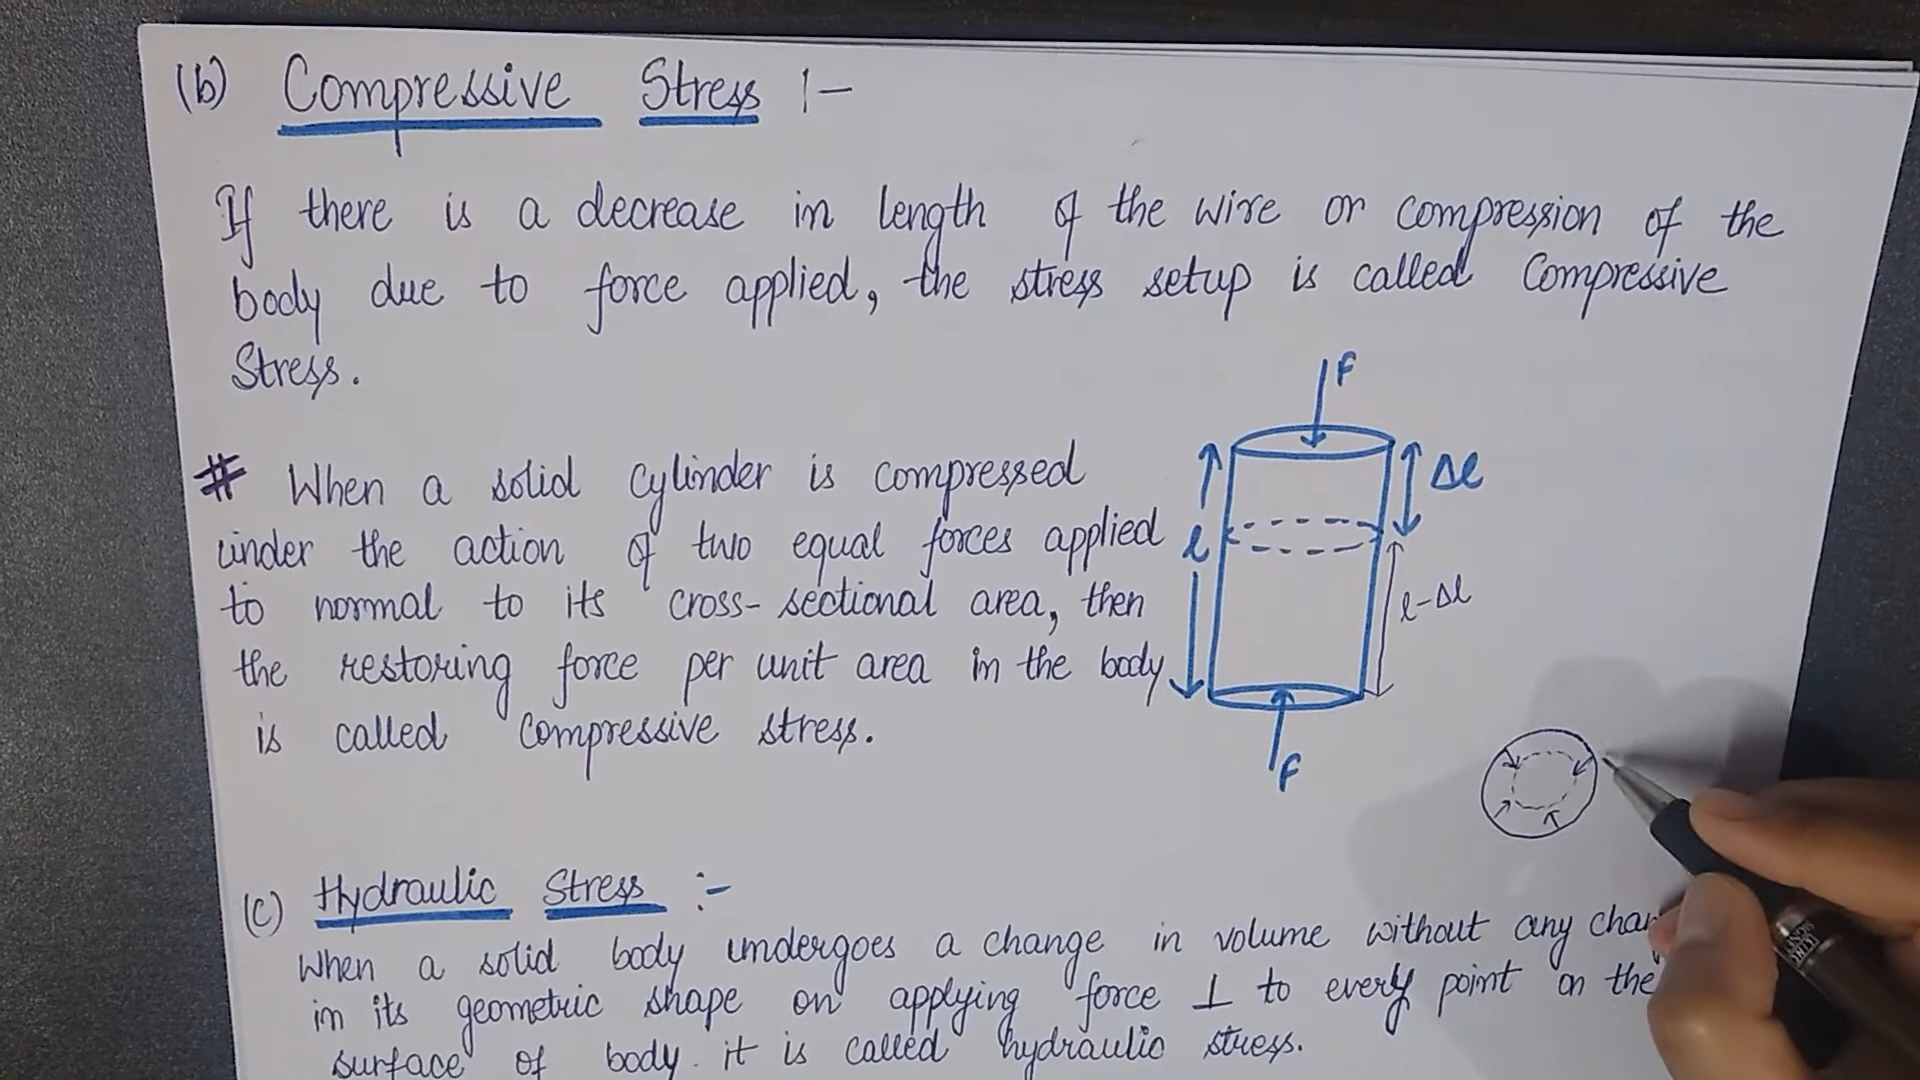 (b) Compressive Stress :-
If there is a decrease in length of the wire or compression of the
body due to force applied, the stress setup is called Compressive
Stress.
F
Δl
# When a solid cylinder is compressed
under the action of two equal forces applied
l
to normal to its cross-sectional area, then
l-Δl
the restoring force per unit area in the body
is called compressive stress.
F
(c) Hydraulic Stress :-
When a solid body undergoes a change in volume without any
in its geometric shape on applying force ⊥ to every point on the
surface of body. it is called hydraulic stress.